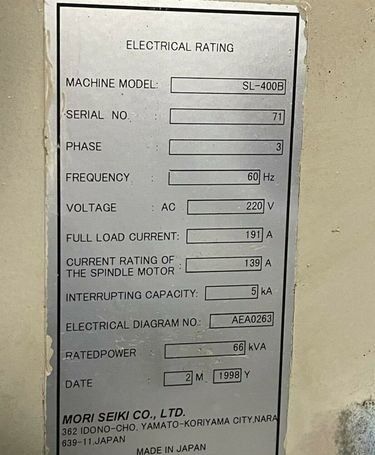 ELECTRICAL RATING
MACHINE MODEL: SL-400B
SERIAL NO. : 71
PHASE : 3
FREQUENCY : 60 Hz
VOLTAGE : AC 220 V
FULL LOAD CURRENT: 191 A
CURRENT RATING OF
THE SPINDLE MOTOR : 139 A
INTERRUPTING CAPACITY: 5 kA
ELECTRICAL DIAGRAM NO.: AEA0263
RATEDPOWER : 66 kVA
DATE : 2 M 1998 Y
MORI SEIKI CO., LTD.
362 IDONO-CHO, YAMATO-KORIYAMA CITY,NARA
639-11,JAPAN
MADE IN JAPAN